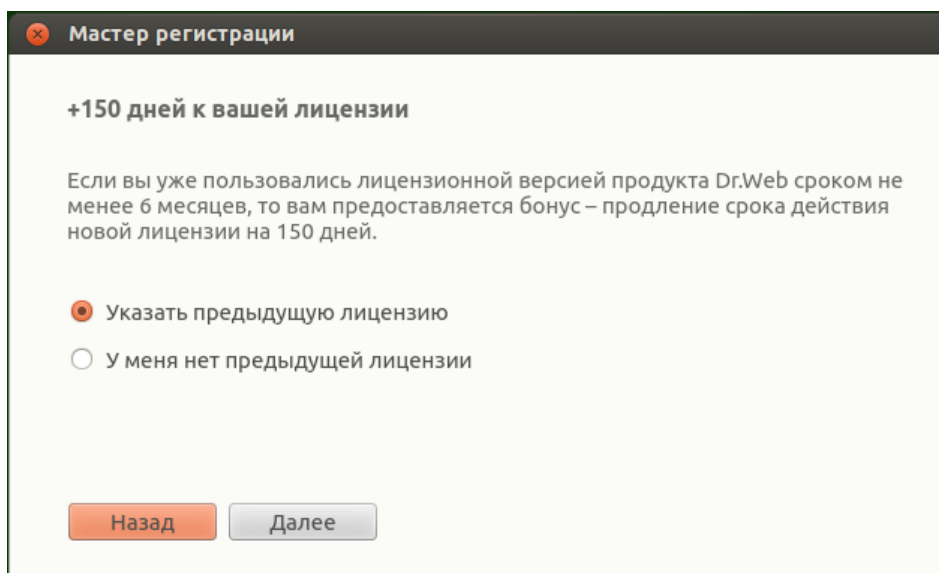 Мастер регистрации
+150 дней к вашей лицензии
Если вы уже пользовались лицензионной версией продукта Dr.Web сроком не
менее 6 месяцев, то вам предоставляется бонус – продление срока действия
новой лицензии на 150 дней.
Указать предыдущую лицензию
У меня нет предыдущей лицензии
Назад Далее